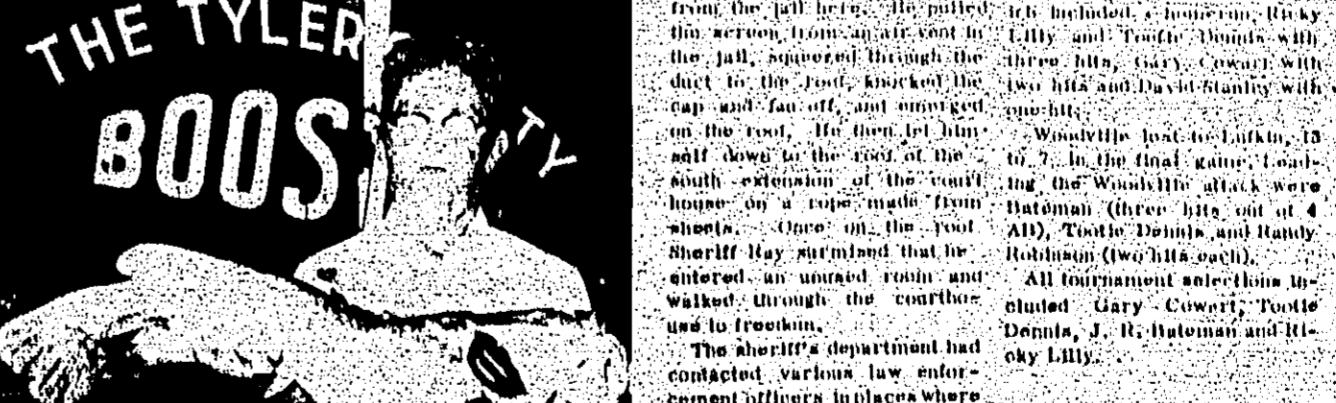 THE TYLER
BOOS
TY
from the jail here. He pulled
the screen from an air vent in
the jail, squeezed through the
duct to the roof, knocked the
cap and fan off, and emerged
on the roof. He then let him-
self down to the roof of the
south extension of the court
house on a rope made from
sheets. Once on the roof
Sheriff Ray surmised that he
entered an unused room and
walked through the courtho-
use to freedom.
The sheriff's department had
contacted various law enfor-
cement officers in places where
included a homerun, Ricky
Lilly and Tootie Dennis with
three hits, Gary Cowart with
two hits and David Stanley with
one hit.
Woodville lost to Lufkin, 13
to 7, in the final game. Lead-
ing the Woodville attack were
Bateman (three hits out of 4
AB), Tootie Dennis and Randy
Robinson (two hits each).
All tournament selections in-
cluded Gary Cowert, Tootie
Dennis, J. R. Bateman and Ri-
cky Lilly.